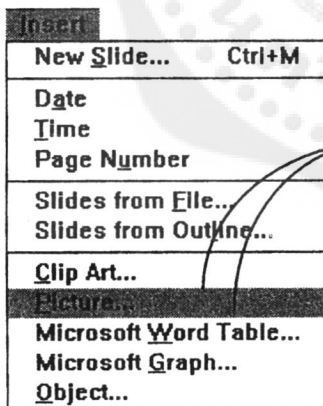 Insert
New Slide... Ctrl+M
Date
Time
Page Number
Slides from File...
Slides from Outline...
Clip Art...
Picture...
Microsoft Word Table...
Microsoft Graph...
Object...